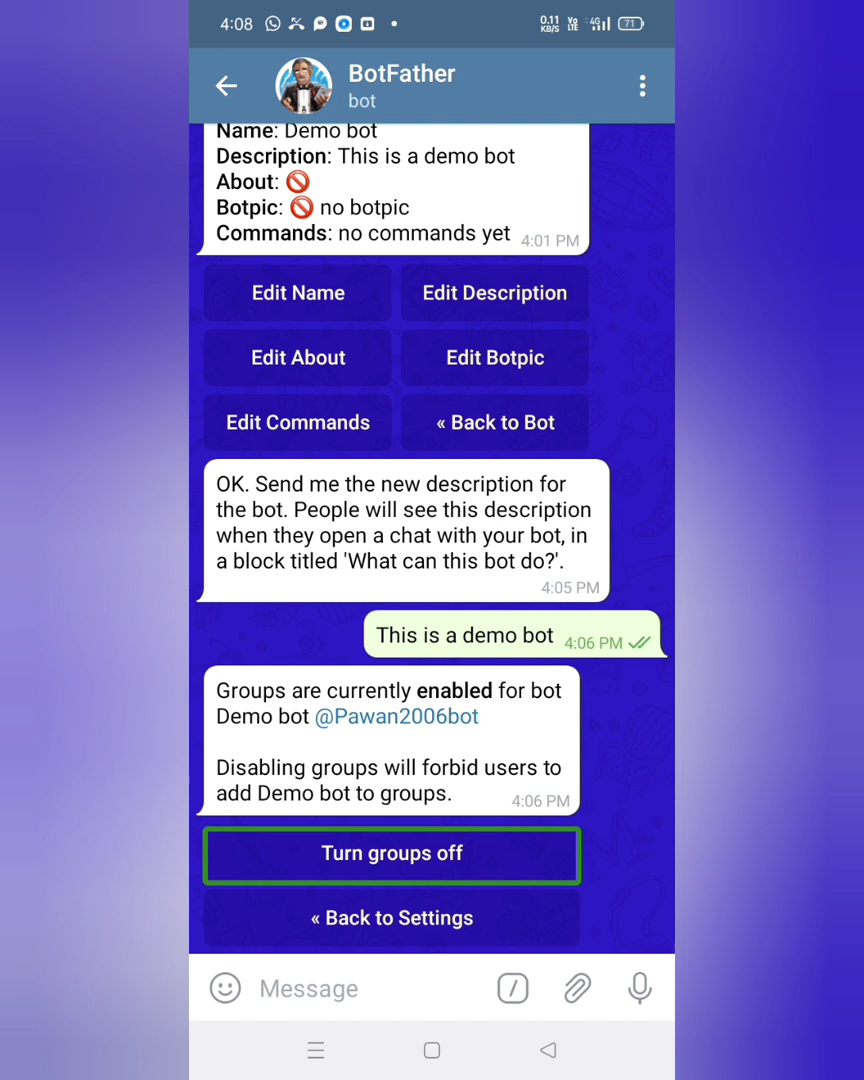 4:08 0.11 KB/S Vo LTE 4G 71
BotFather
bot
Name: Demo bot
Description: This is a demo bot
About: 🚫
Botpic: 🚫 no botpic
Commands: no commands yet 4:01 PM
Edit Name Edit Description
Edit About Edit Botpic
Edit Commands « Back to Bot
OK. Send me the new description for
the bot. People will see this description
when they open a chat with your bot, in
a block titled 'What can this bot do?'.
4:05 PM
This is a demo bot 4:06 PM
Groups are currently enabled for bot
Demo bot @Pawan2006bot
Disabling groups will forbid users to
add Demo bot to groups. 4:06 PM
Turn groups off
« Back to Settings
Message